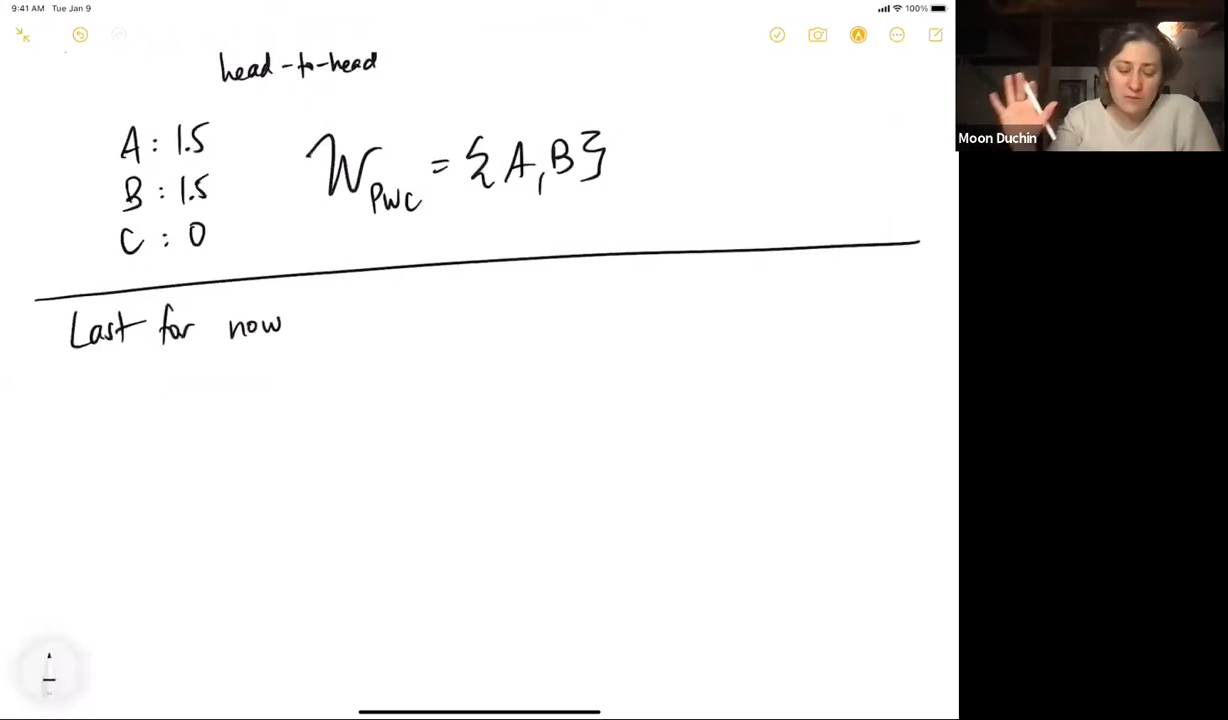 9:41 AM Tue Jan 9
100%
head-to-head
A: 1.5
B: 1.5
C: 0
W_PWC = {A, B}
Last for now
Moon Duchin